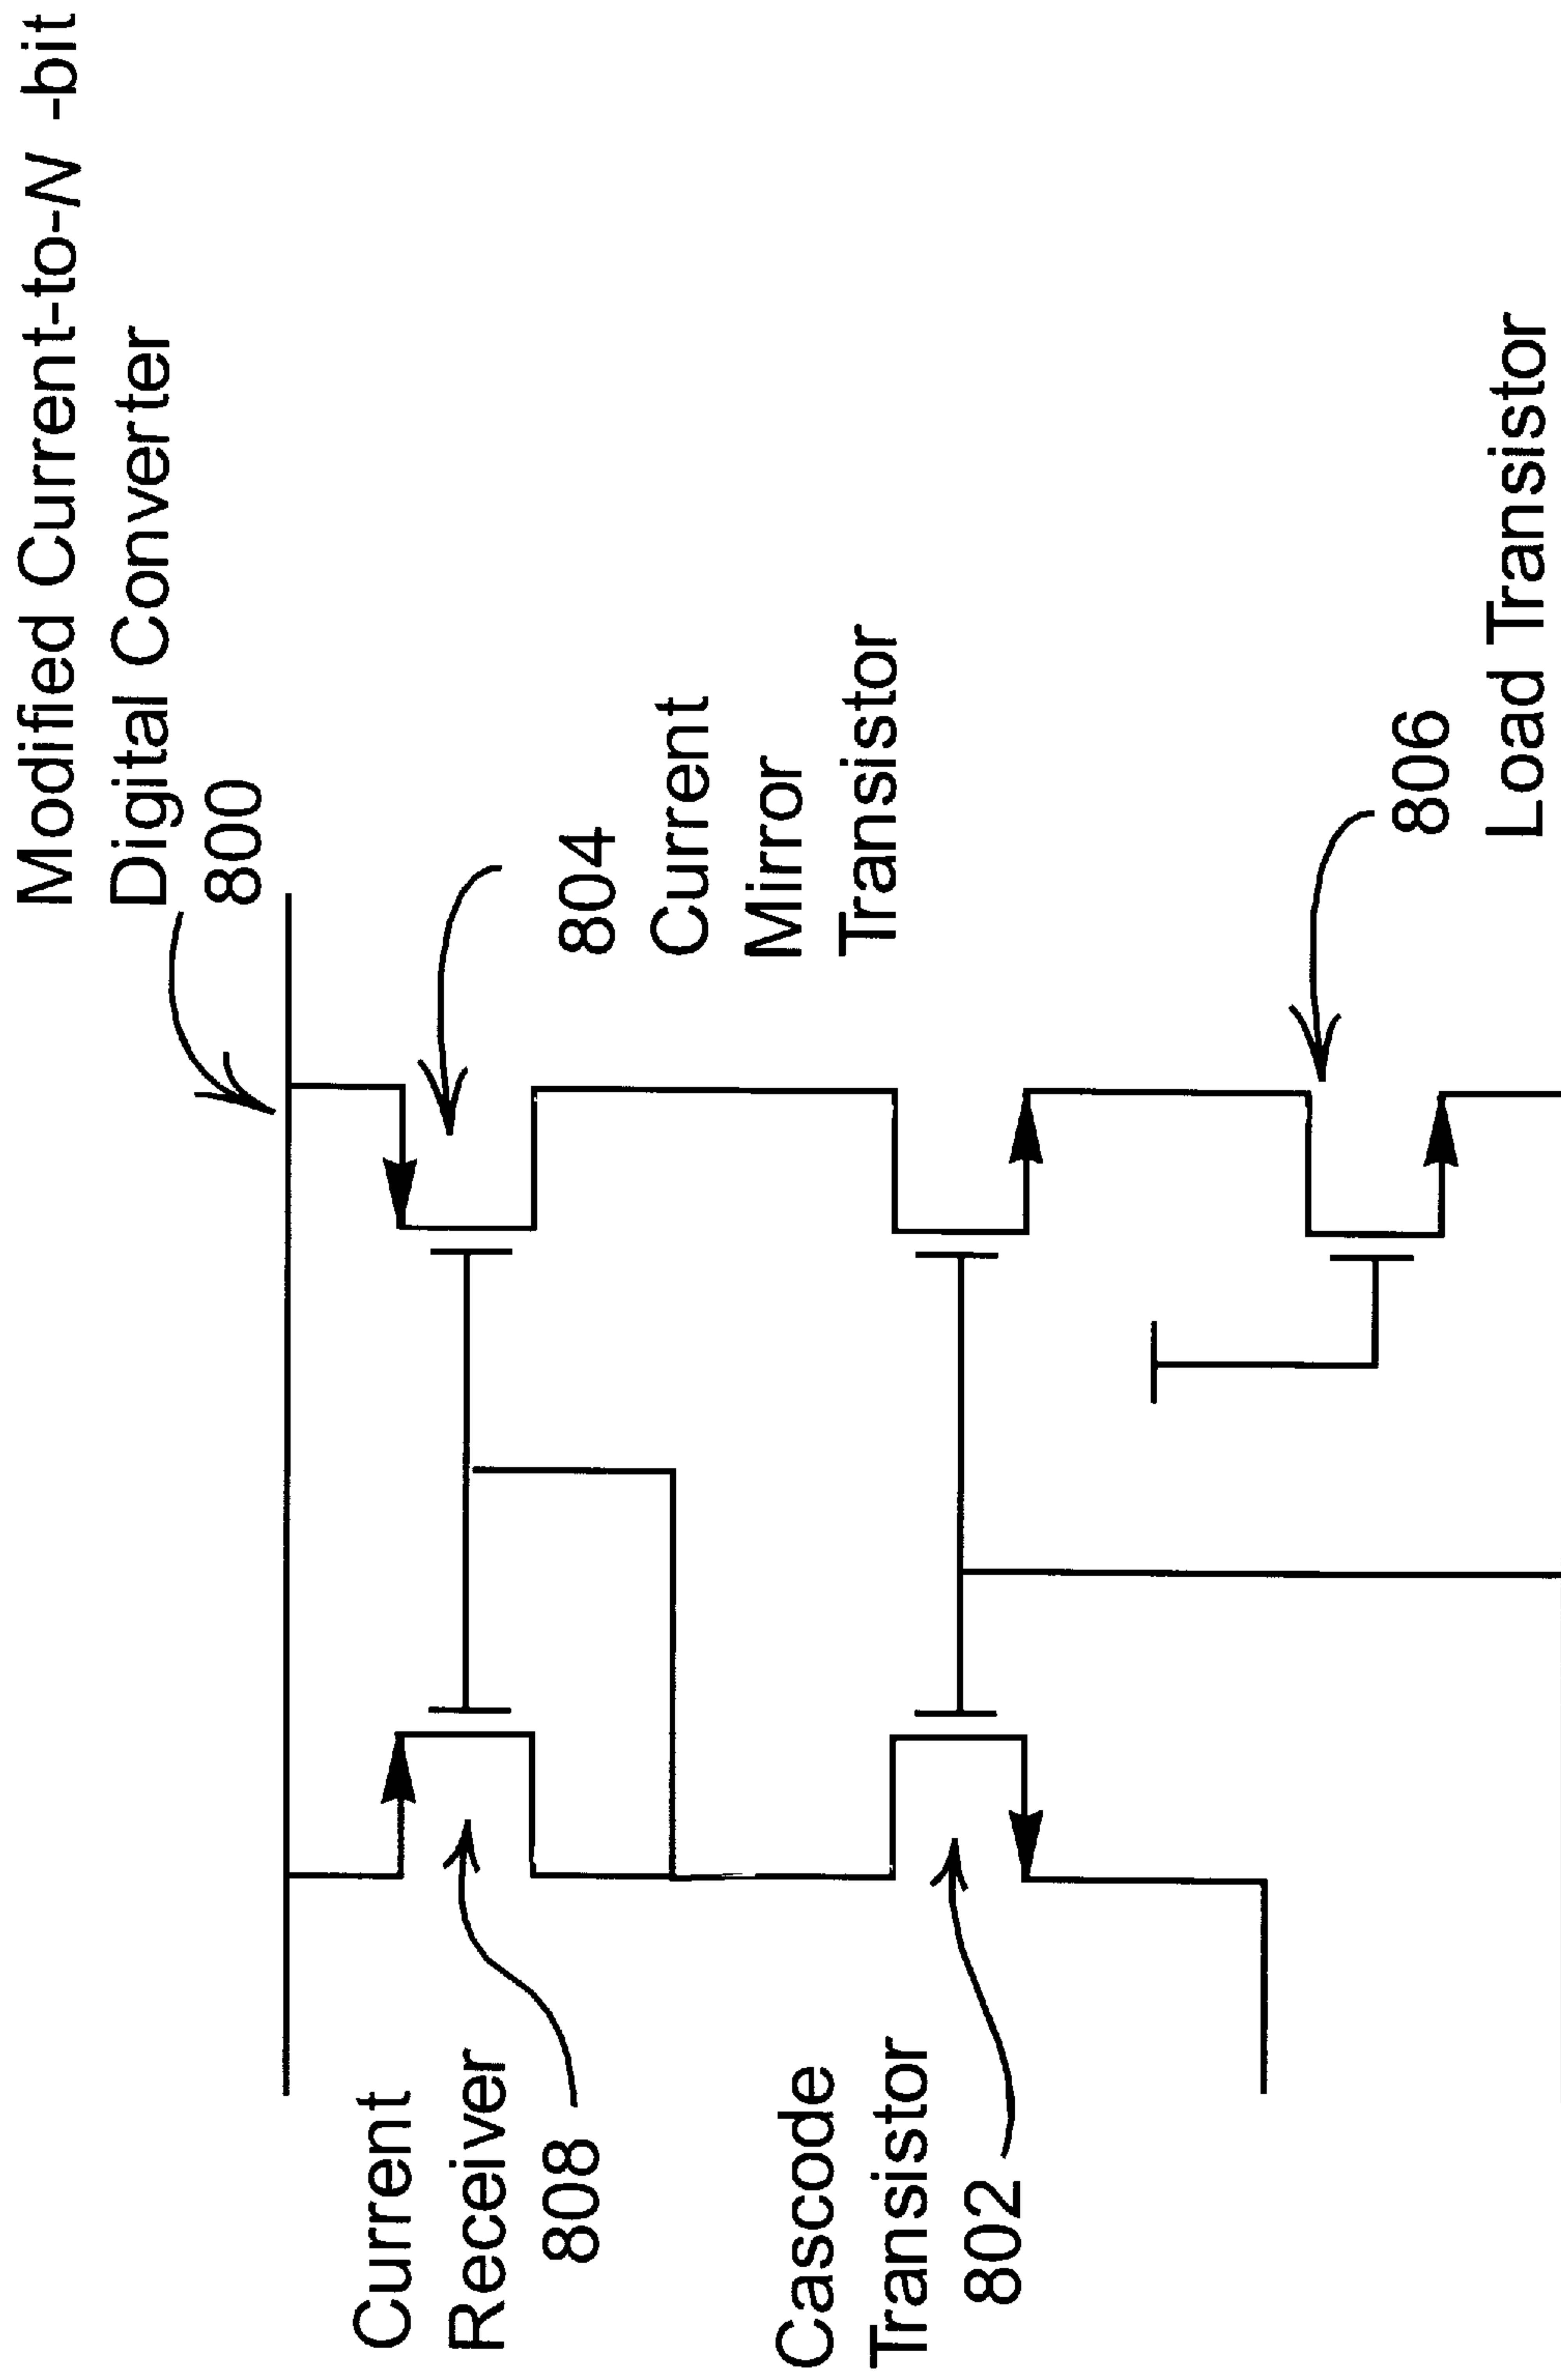 Modified Current-to-N -bit
Digital Converter
800
804
Current
Mirror
Transistor
806
Load Transistor
Current
Receiver
808
Cascode
Transistor
802